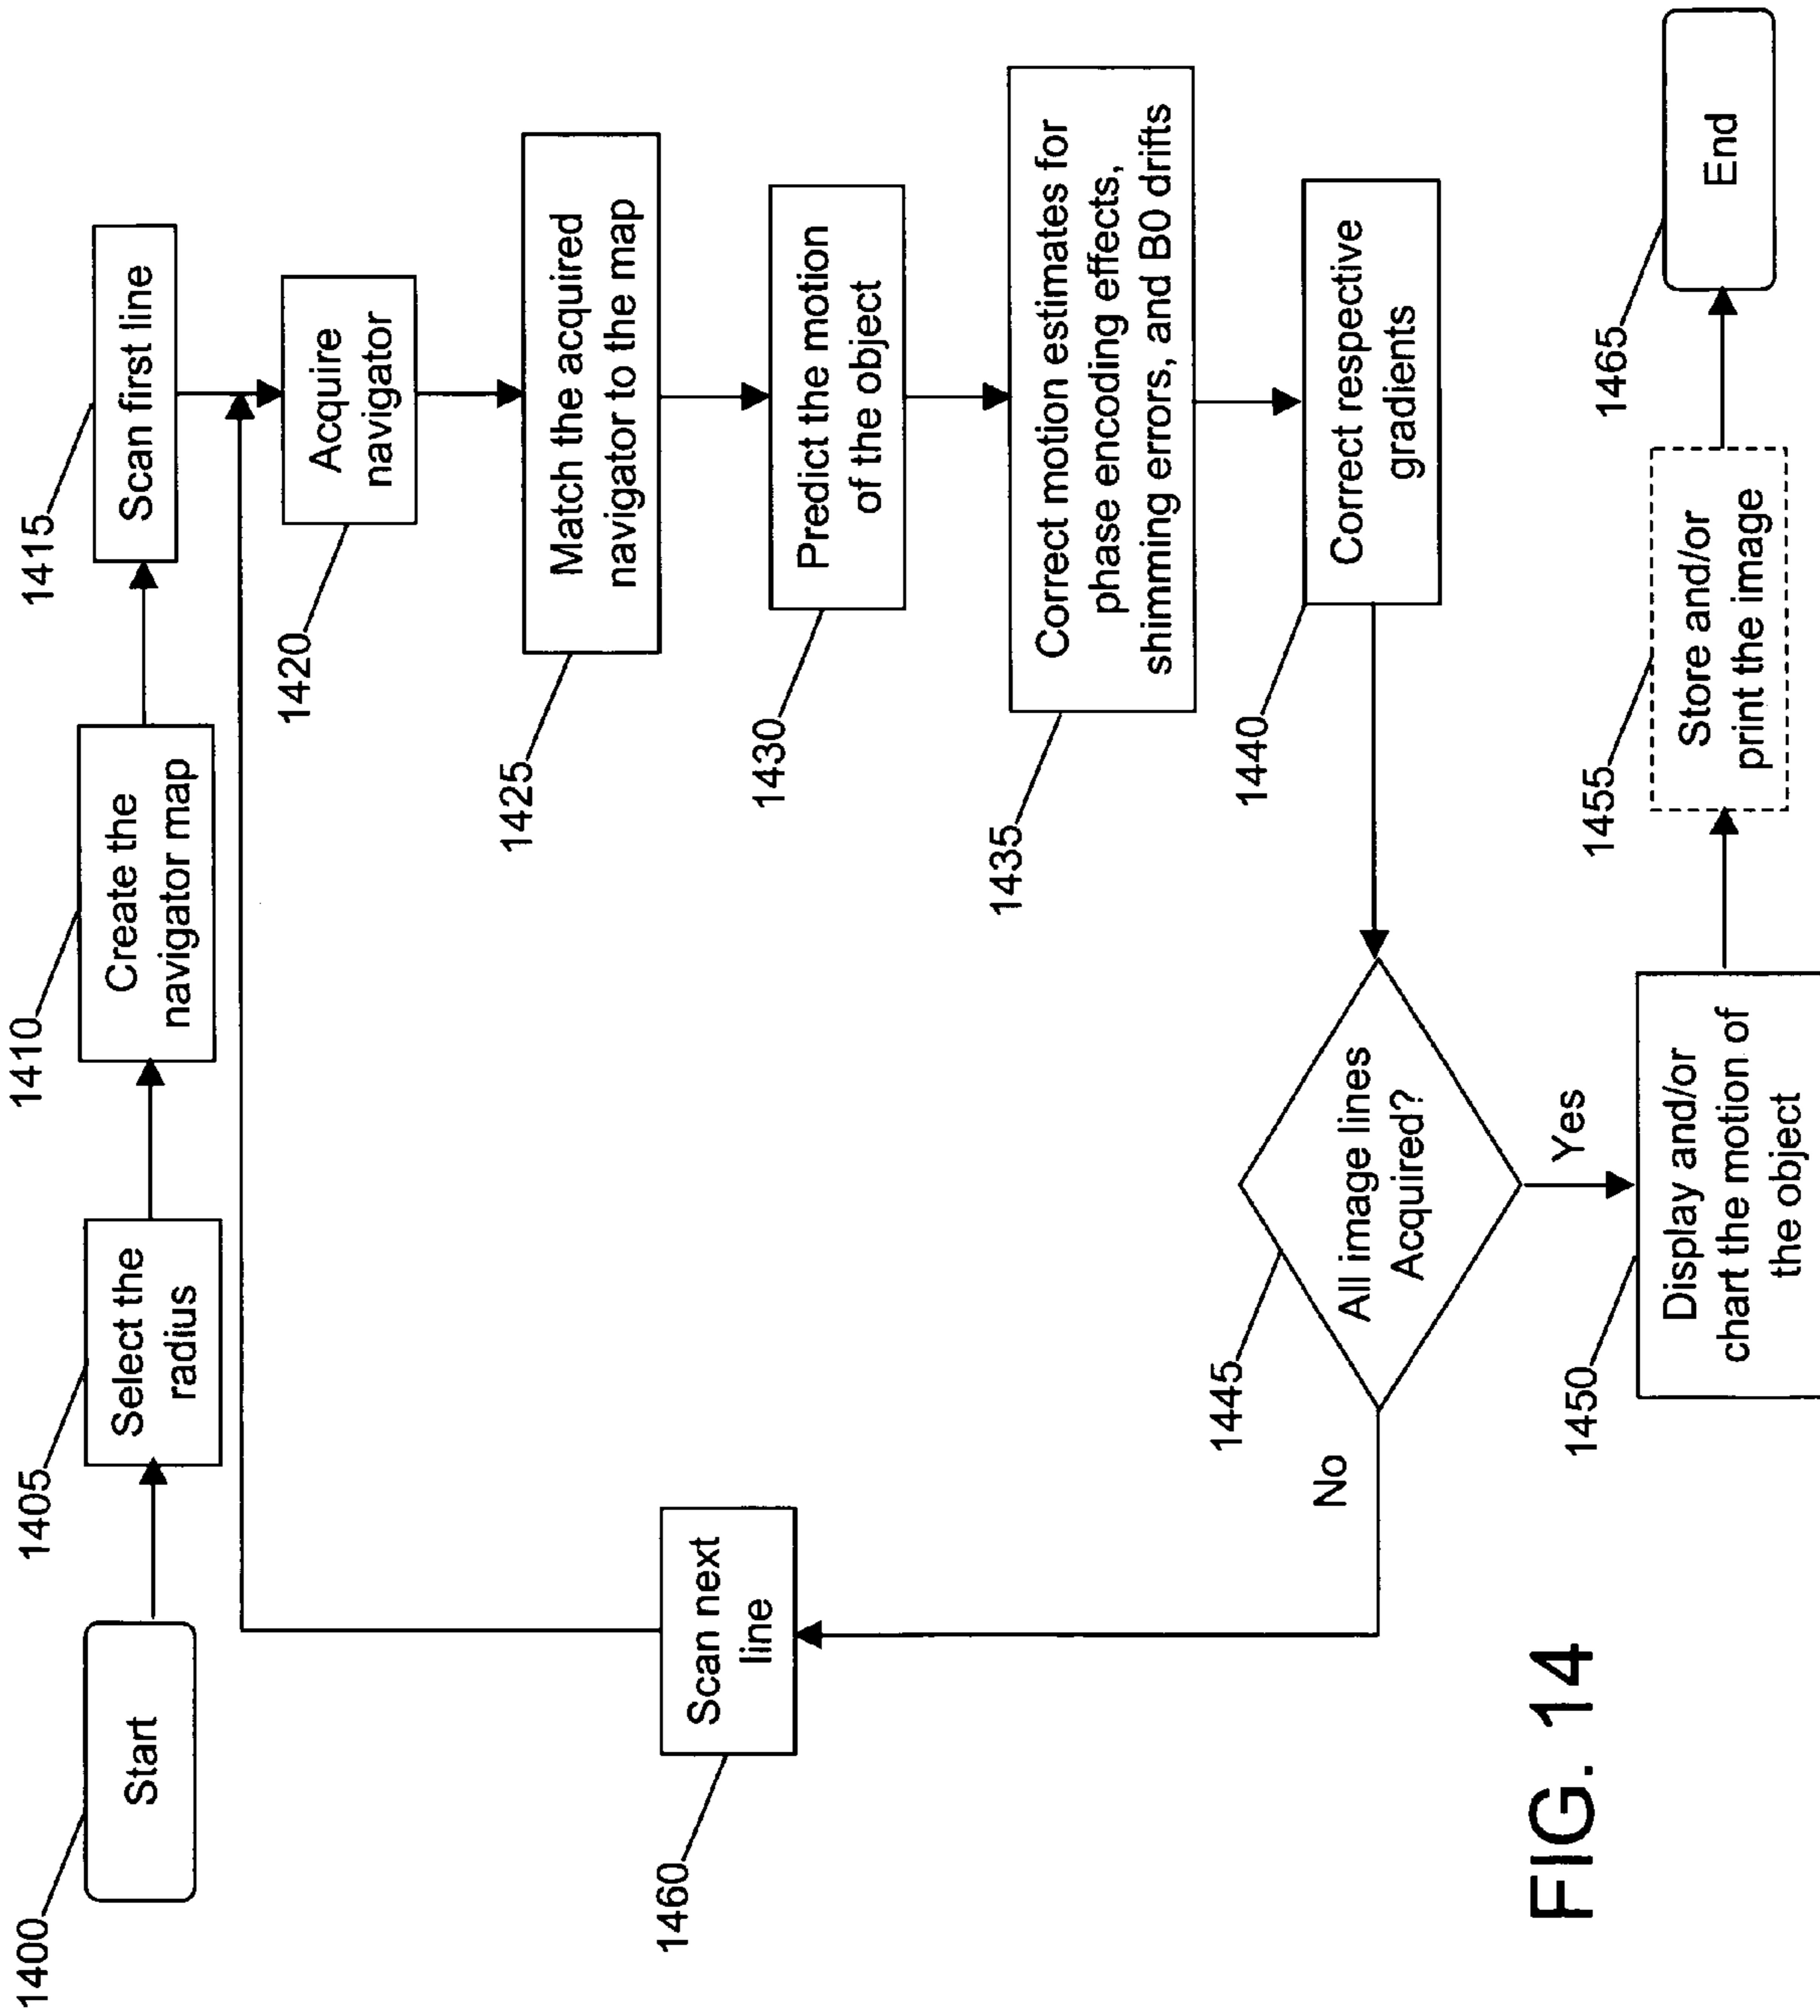 1400
Start
1405
Select the
radius
1410
Create the
navigator map
1415
Scan first line
1420
Acquire
navigator
1425
Match the acquired
navigator to the map
1430
Predict the motion
of the object
1435
Correct motion estimates for
phase encoding effects,
shimming errors, and B0 drifts
1440
Correct respective
gradients
1445
All image lines
Acquired?
No
Yes
1460
Scan next
line
1450
Display and/or
chart the motion of
the object
1455
Store and/or
print the image
1465
End
FIG. 14